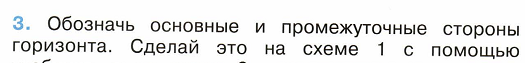 3. Обозначь основные и промежуточные стороны
горизонта. Сделай это на схеме 1 с помощью